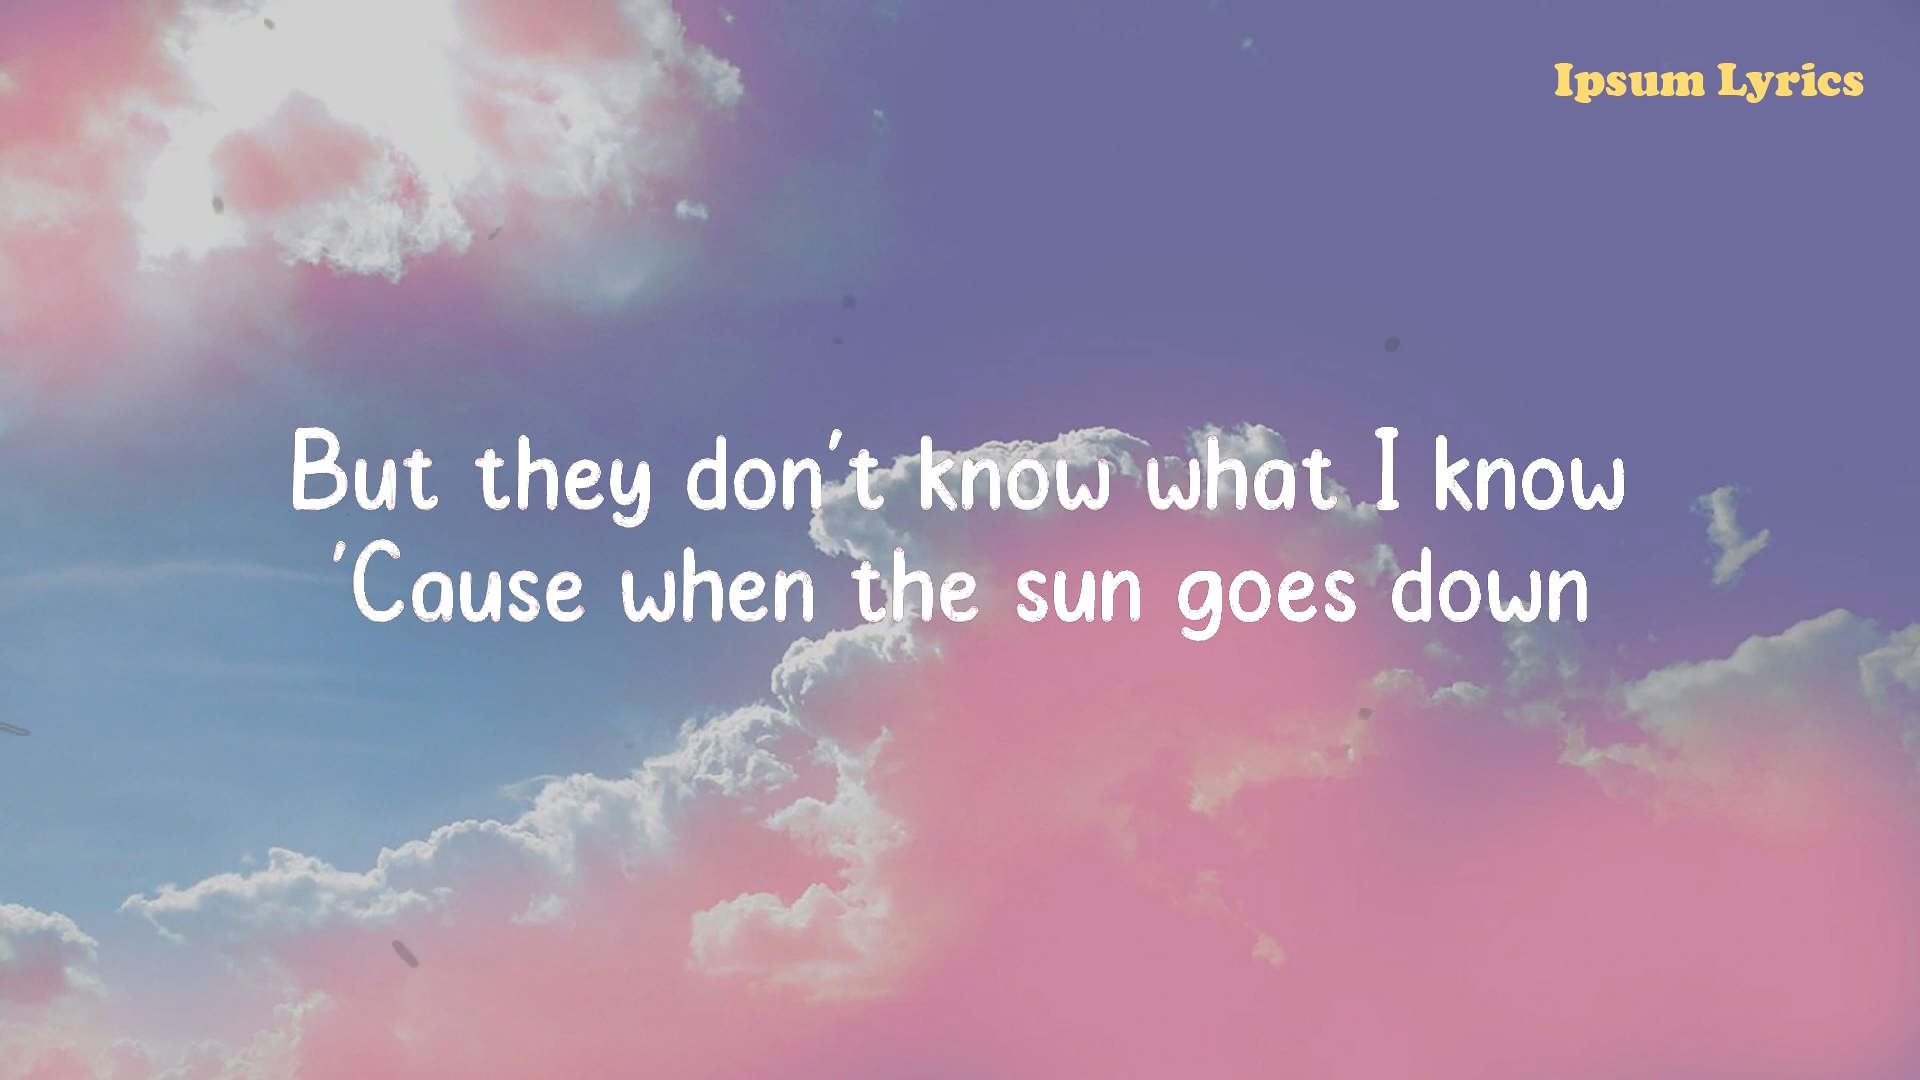 Ipsum Lyrics
But they don't know what I know
'Cause when the sun goes down